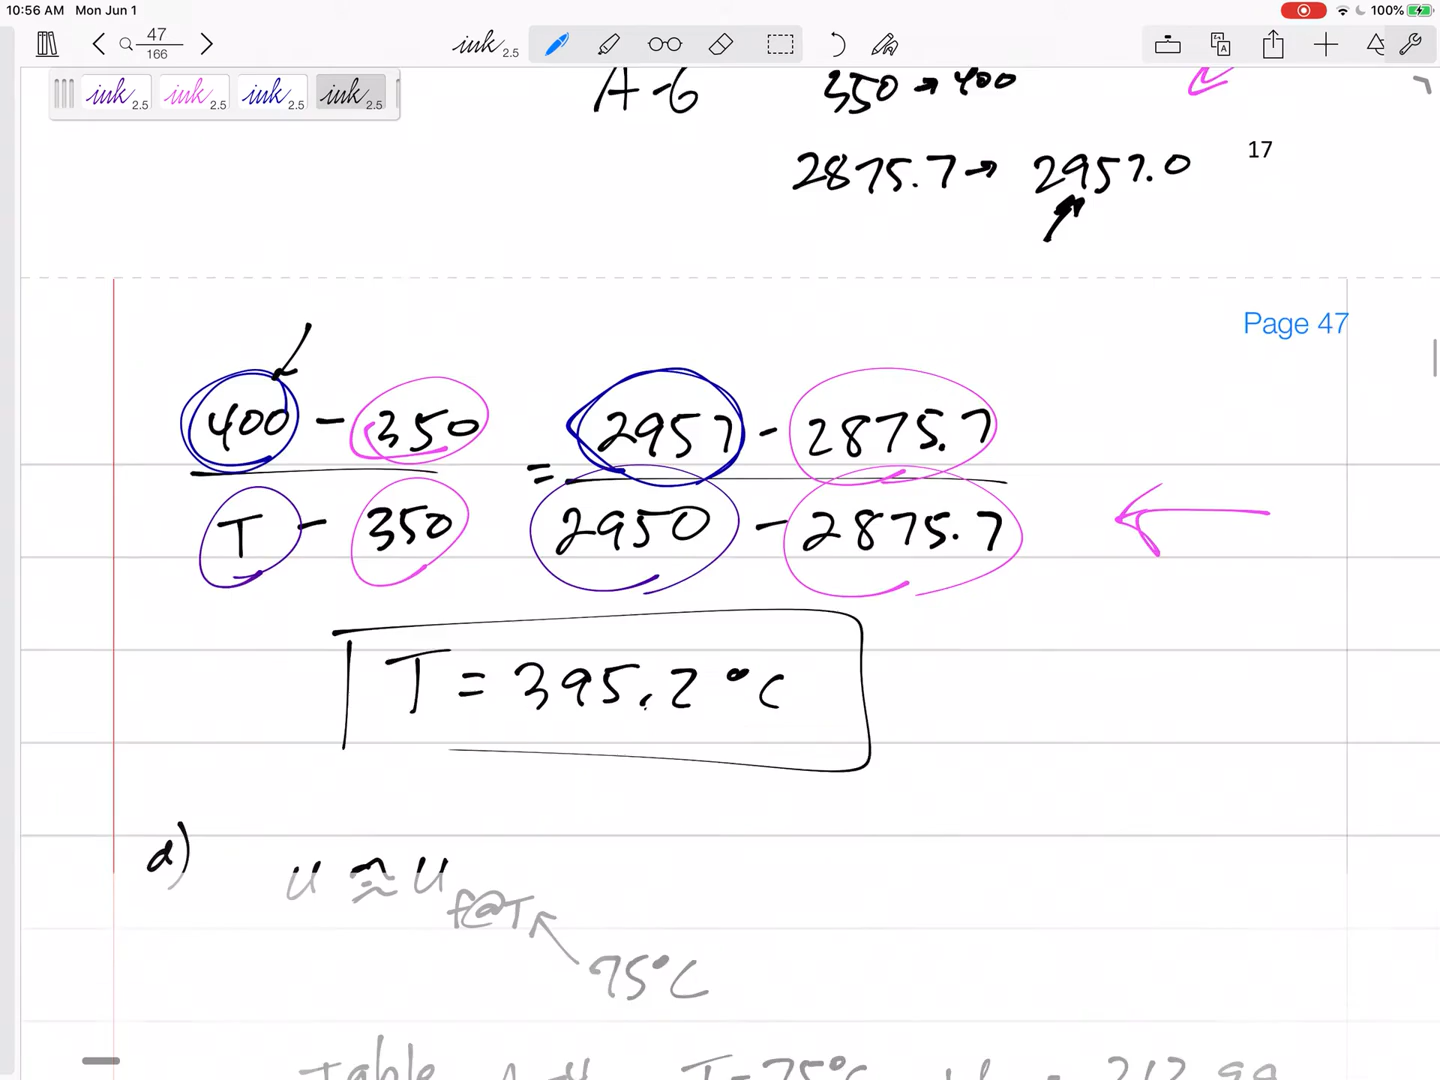 10:56 AM Mon Jun 1
100%
47
166
ink 2.5
ink 2.5
ink 2.5
ink 2.5
ink 2.5
A-6
350 → 400
2875.7 → 2957.0
17
Page 47
400 - 350 = 2957 - 2875.7
T - 350 2950 - 2875.7
T = 395.2 °C
d)
u ≈ u f@T
75°C
Table T=75°C